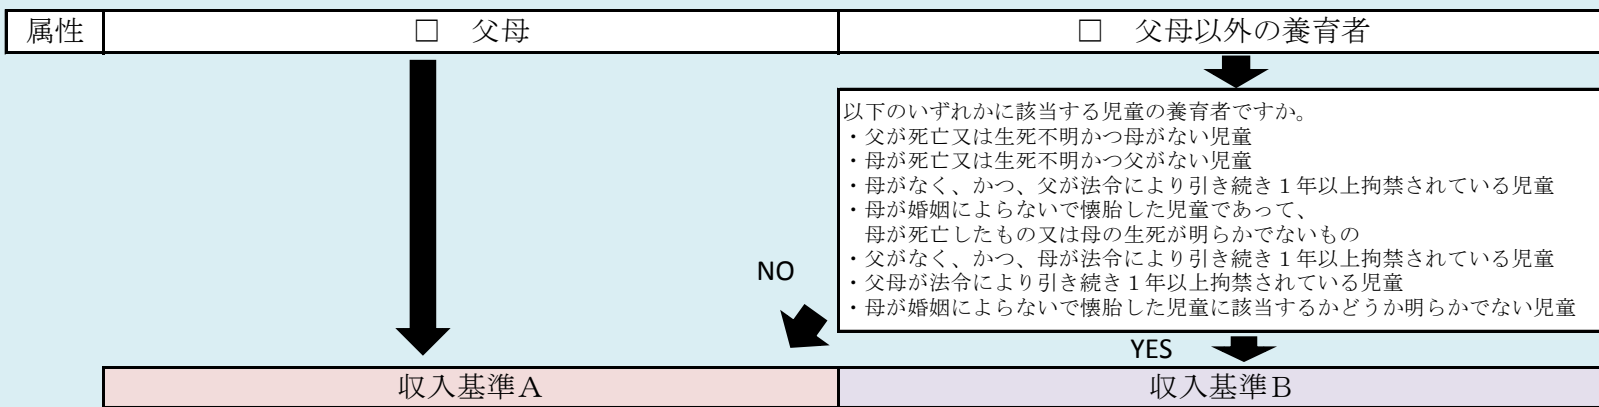 属性
□ 父母
□ 父母以外の養育者
以下のいずれかに該当する児童の養育者ですか。
・父が死亡又は生死不明かつ母がない児童
・母が死亡又は生死不明かつ父がない児童
・母がなく、かつ、父が法令により引き続き１年以上拘禁されている児童
・母が婚姻によらないで懐胎した児童であって、
母が死亡したもの又は母の生死が明らかでないもの
・父がなく、かつ、母が法令により引き続き１年以上拘禁されている児童
・父母が法令により引き続き１年以上拘禁されている児童
・母が婚姻によらないで懐胎した児童に該当するかどうか明らかでない児童
NO
YES
収入基準Ａ
収入基準Ｂ